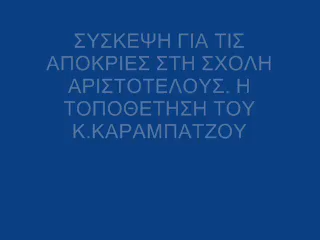 ΣΥΣΚΕΨΗ ΓΙΑ ΤΙΣ
ΑΠΟΚΡΙΕΣ ΣΤΗ ΣΧΟΛΗ
ΑΡΙΣΤΟΤΕΛΟΥΣ. Η
ΤΟΠΟΘΕΤΗΣΗ ΤΟΥ
Κ.ΚΑΡΑΜΠΑΤΖΟΥ